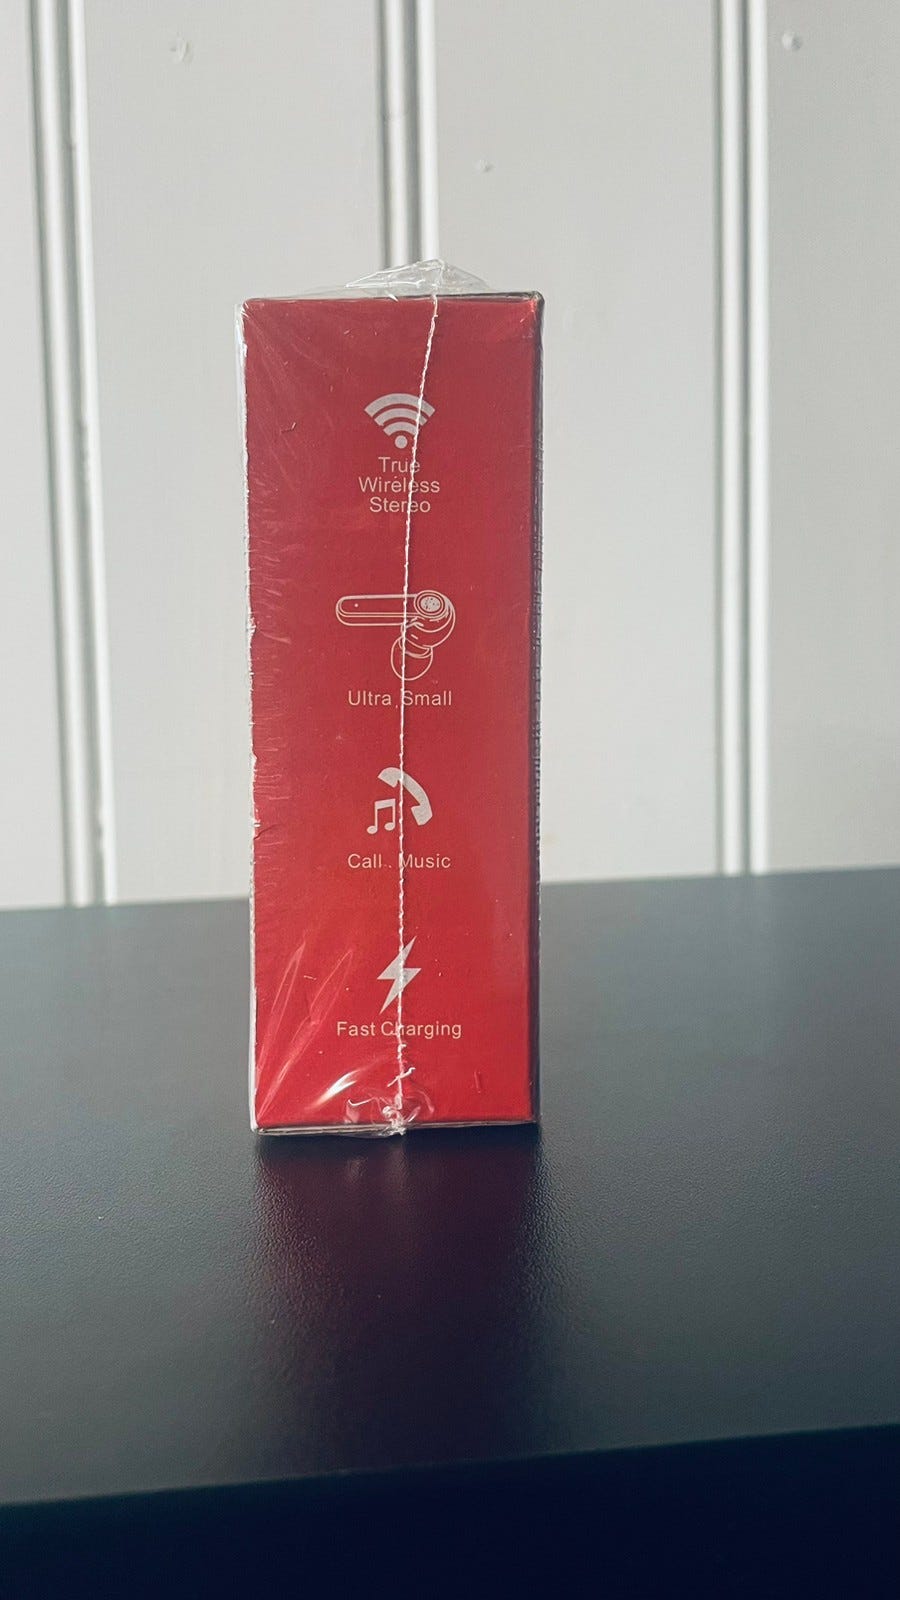 True
Wireless
Stereo
Ultra Small
Call . Music
Fast Charging